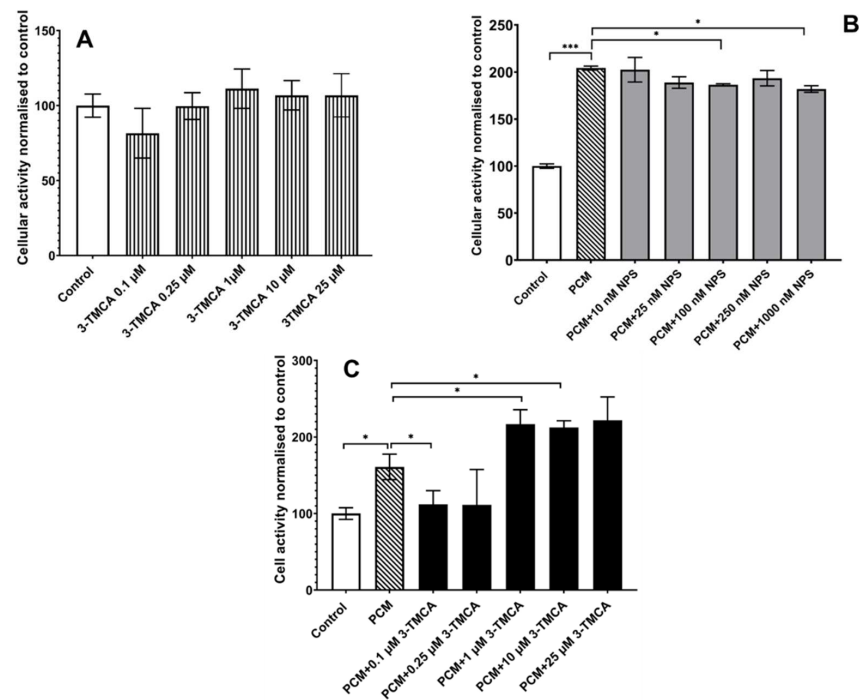 A
Cellular activity normalised to control
150
100
50
0
Control
3-TMCA 0.1 µM
3-TMCA 0.25 µM
3-TMCA 1µM
3-TMCA 10 µM
3TMCA 25 µM
B
Cellular activity normalised to control
250
200
150
100
50
0
***
*
*
Control
PCM
PCM+10 nM NPS
PCM+25 nM NPS
PCM+100 nM NPS
PCM+250 nM NPS
PCM+1000 nM NPS
C
Cell activity normalised to control
300
200
100
0
*
*
*
*
Control
PCM
PCM+0.1 µM 3-TMCA
PCM+0.25 µM 3-TMCA
PCM+1 µM 3-TMCA
PCM+10 µM 3-TMCA
PCM+25 µM 3-TMCA